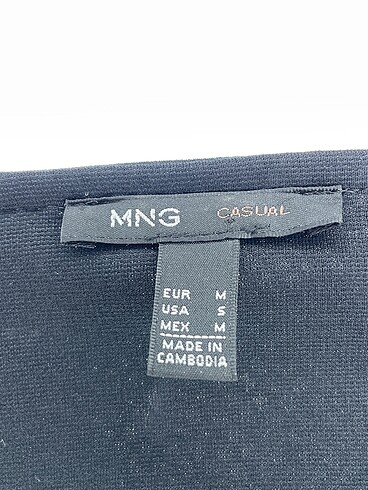 MNG CASUAL
EUR M
USA S
MEX M
MADE IN
CAMBODIA